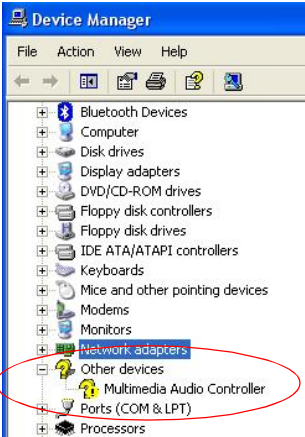 Device Manager
File Action View Help
Bluetooth Devices
Computer
Disk drives
Display adapters
DVD/CD-ROM drives
Floppy disk controllers
Floppy disk drives
IDE ATA/ATAPI controllers
Keyboards
Mice and other pointing devices
Modems
Monitors
Network adapters
Other devices
Multimedia Audio Controller
Ports (COM & LPT)
Processors